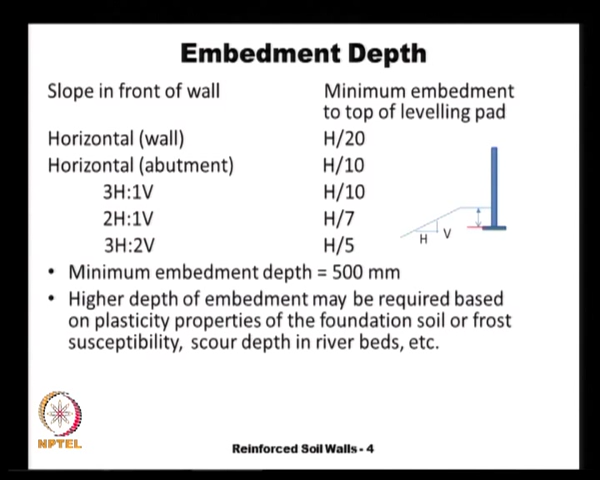 Embedment Depth
Slope in front of wall    Minimum embedment to top of levelling pad
Horizontal (wall)    H/20
Horizontal (abutment)    H/10
3H:1V    H/10
2H:1V    H/7
3H:2V    H/5
H V
• Minimum embedment depth = 500 mm
• Higher depth of embedment may be required based
on plasticity properties of the foundation soil or frost
susceptibility, scour depth in river beds, etc.
NPTEL
Reinforced Soil Walls - 4